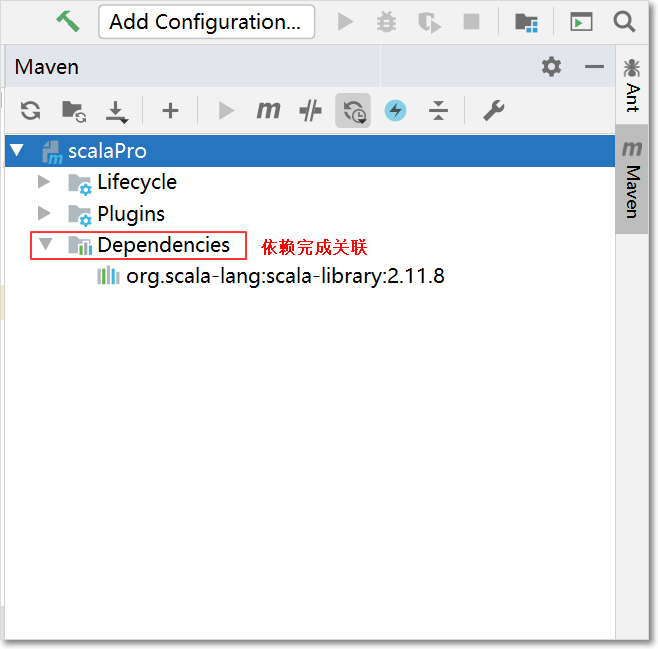 Add Configuration...
Maven
Ant
m
scalaPro
Lifecycle
Maven
Plugins
Dependencies 依赖完成关联
org.scala-lang:scala-library:2.11.8